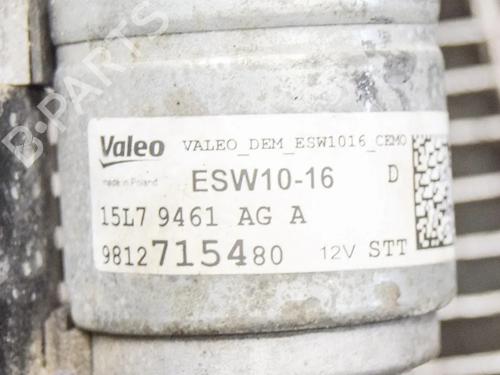 Valeo VALEO_DEM_ESW1016_CEMO
made in Poland
ESW10-16 D
15L7 9461 AG A
9812715480 12V STT
B-PARTS